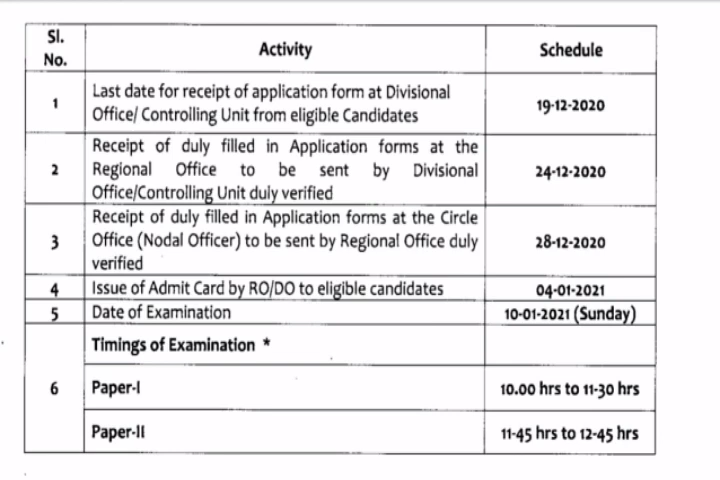 Sl.
No.
Activity
Schedule
1
Last date for receipt of application form at Divisional
Office/ Controlling Unit from eligible Candidates
19-12-2020
2
Receipt of duly filled in Application forms at the
Regional Office to be sent by Divisional
Office/Controlling Unit duly verified
24-12-2020
3
Receipt of duly filled in Application forms at the Circle
Office (Nodal Officer) to be sent by Regional Office duly
verified
28-12-2020
4
Issue of Admit Card by RO/DO to eligible candidates
04-01-2021
5
Date of Examination
10-01-2021 (Sunday)
6
Timings of Examination *
Paper-I
10.00 hrs to 11-30 hrs
Paper-II
11-45 hrs to 12-45 hrs